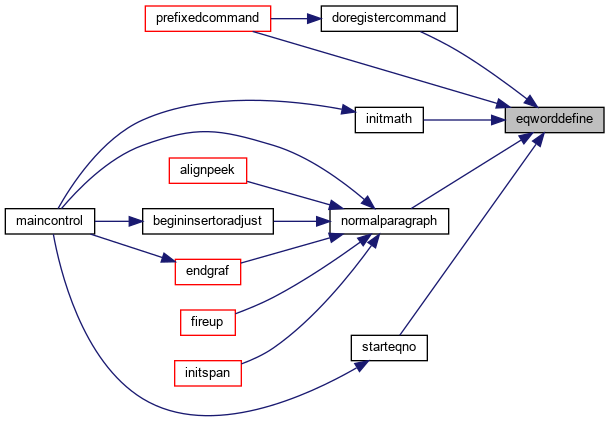 prefixedcommand
doregistercommand
eqworddefine
initmath
alignpeek
maincontrol
begininsertoradjust
normalparagraph
endgraf
fireup
starteqno
initspan